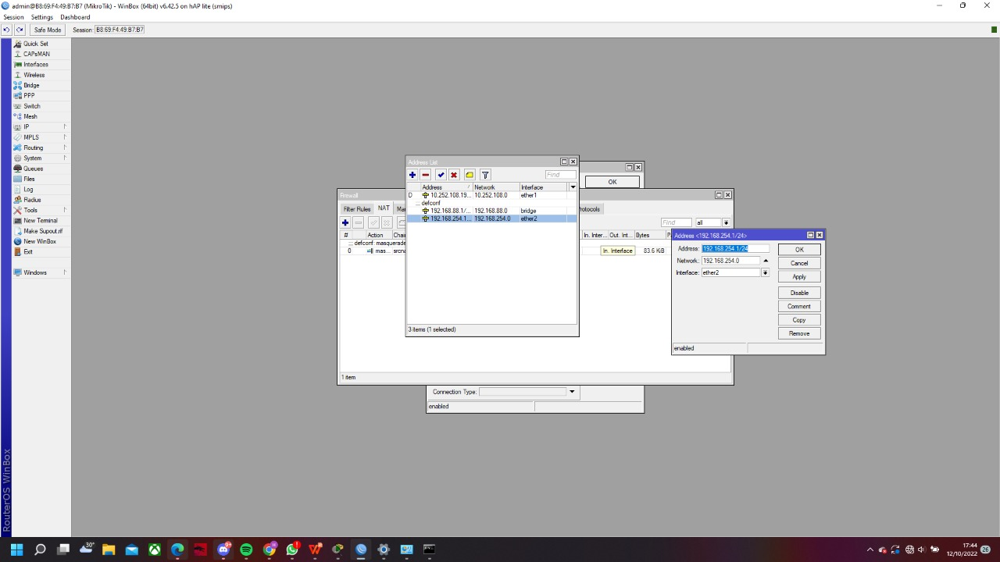 admin@B8:69:F4:49:B7:B7 (MikroTik) - WinBox (64bit) v6.42.5 on hAP lite (smips)
Session Settings Dashboard
Safe Mode Session: B8:69:F4:49:B7:B7
Quick Set
CAPsMAN
Interfaces
Wireless
Bridge
PPP
Switch
Mesh
IP
MPLS
Routing
System
Queues
Files
Log
Radius
Tools
New Terminal
Make Supout.rif
New WinBox
Exit
Windows
RouterOS WinBox
Address List
Find
Address Network Interface
D 10.252.108.19... 10.252.108.0 ether1
;;; defconf
192.168.88.1/... 192.168.88.0 bridge
192.168.254.1... 192.168.254.0 ether2
3 items (1 selected)
OK
Firewall
Filter Rules NAT Man
rotocols
Find all
# Action Chain
In. Inter... Out. Int... Bytes P
;;; defconf: masquerade
0 mas... srcna
In. Interface 83.6 KiB
1 item
Connection Type:
enabled
Address <192.168.254.1/24>
Address: 192.168.254.1/24
Network: 192.168.254.0
Interface: ether2
OK
Cancel
Apply
Disable
Comment
Copy
Remove
enabled
30°
17:44
12/10/2022
26